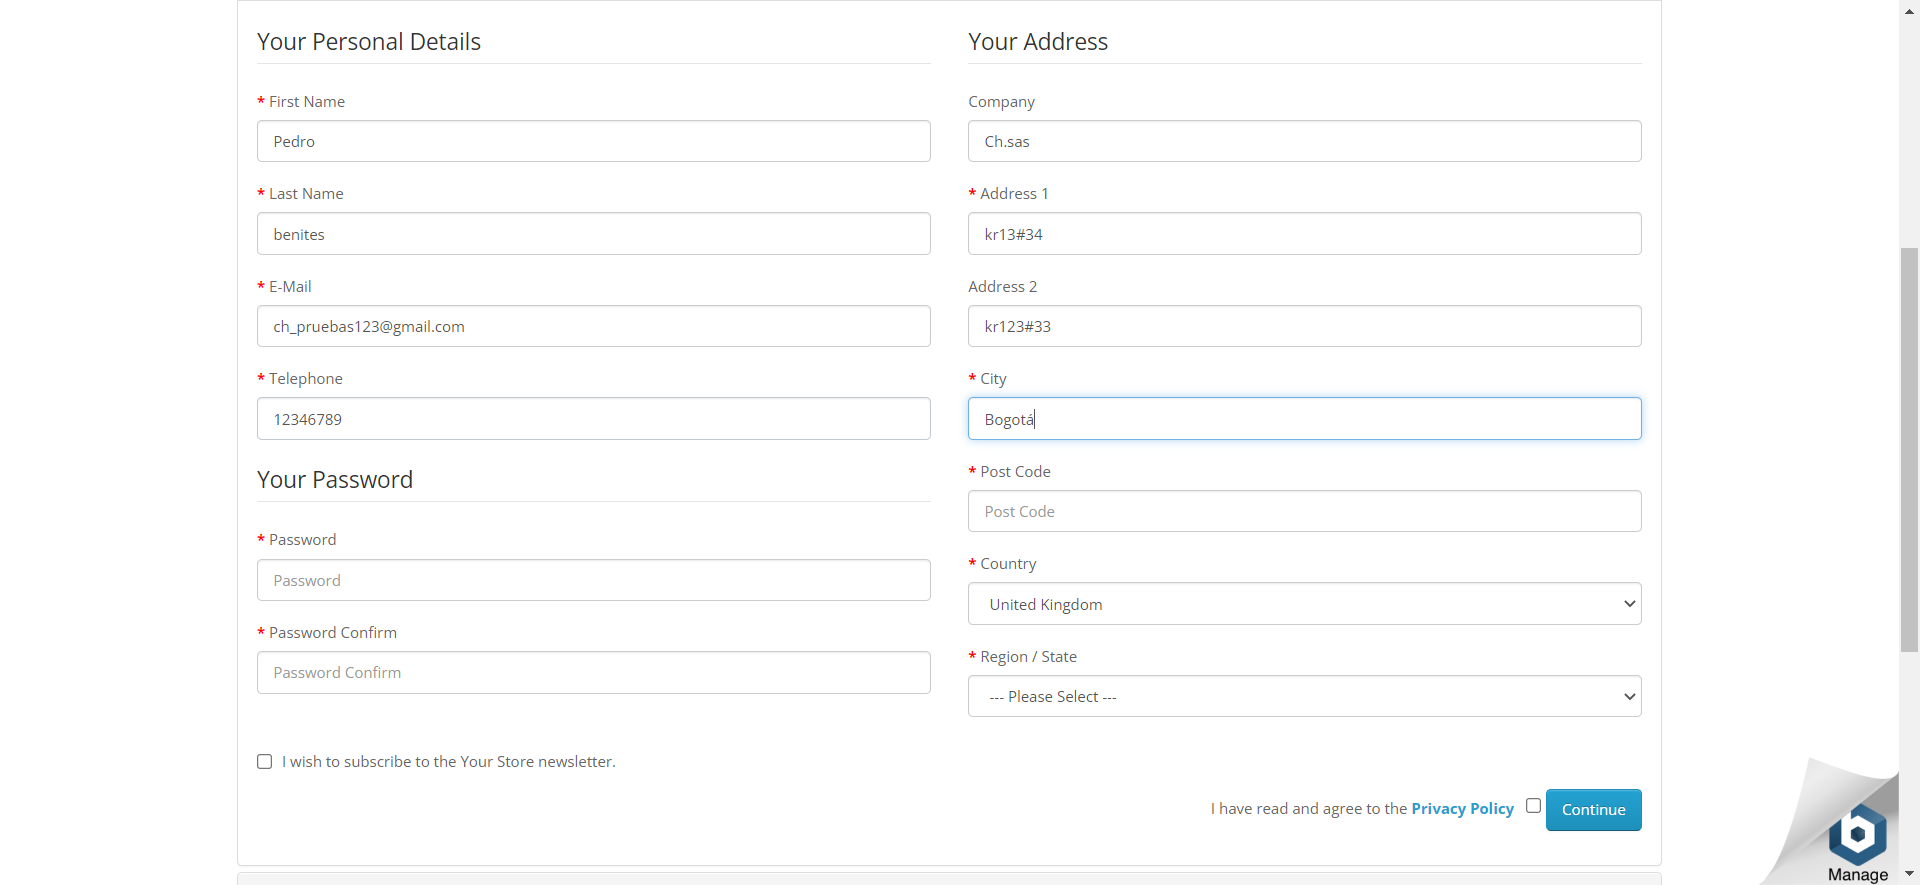 Your Personal Details
* First Name
Pedro
* Last Name
benites
* E-Mail
ch_pruebas123@gmail.com
* Telephone
12346789
Your Password
* Password
Password
* Password Confirm
Password Confirm
Your Address
Company
Ch.sas
* Address 1
kr13#34
Address 2
kr123#33
* City
Bogotá
* Post Code
Post Code
* Country
United Kingdom
* Region / State
--- Please Select ---
I wish to subscribe to the Your Store newsletter.
I have read and agree to the Privacy Policy
Continue
b
Manage